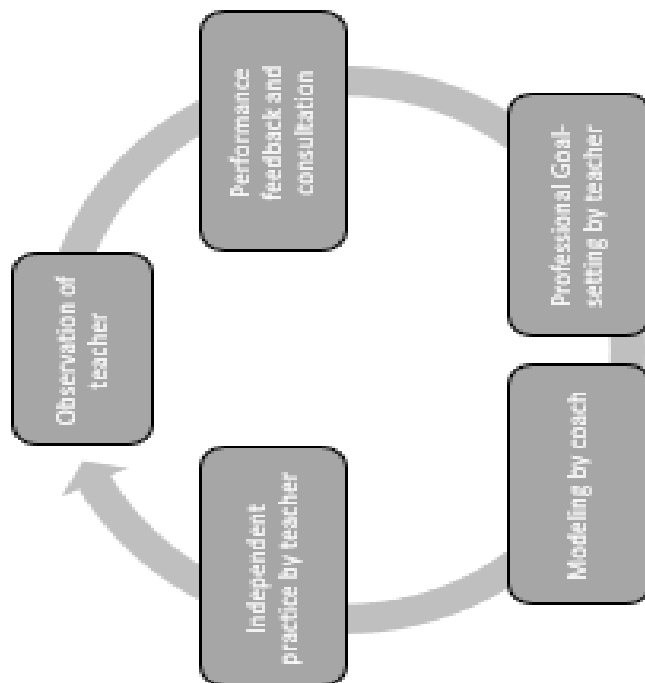 Observation of
teacher
Performance
feedback and
consultation
Professional Goal-
setting by teacher
Modeling by coach
Independent
practice by teacher